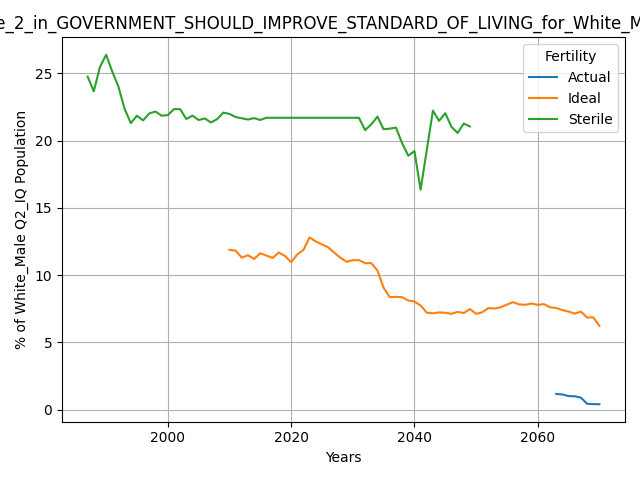 e_2_in_GOVERNMENT_SHOULD_IMPROVE_STANDARD_OF_LIVING_for_White_M
Fertility
Actual
Ideal
Sterile
% of White_Male Q2_IQ Population
25
20
15
10
5
0
2000
2020
2040
2060
Years